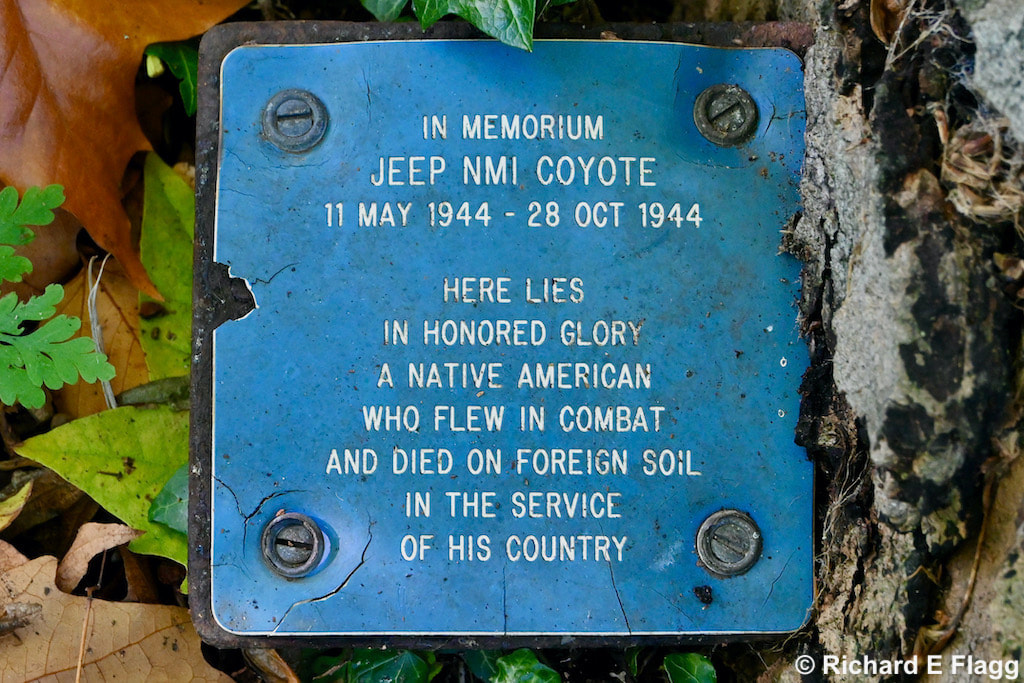 IN MEMORIUM
JEEP NMI COYOTE
11 MAY 1944 - 28 OCT 1944
HERE LIES
IN HONORED GLORY
A NATIVE AMERICAN
WHO FLEW IN COMBAT
AND DIED ON FOREIGN SOIL
IN THE SERVICE
OF HIS COUNTRY
© Richard E Flagg